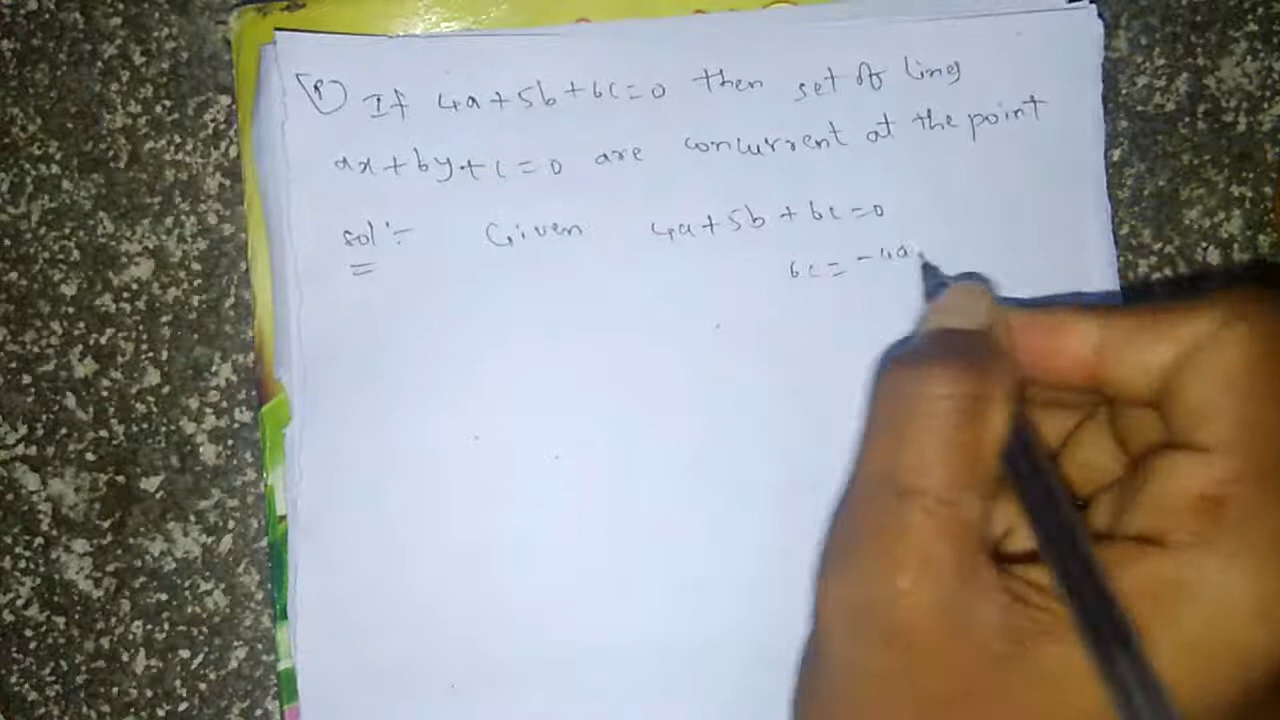 [P] If 4a+5b+6c=0 then set of ling
ax+by+c=0 are concurrent at the point
sol:- Given 4a+5b+6c=0
6c= -4a